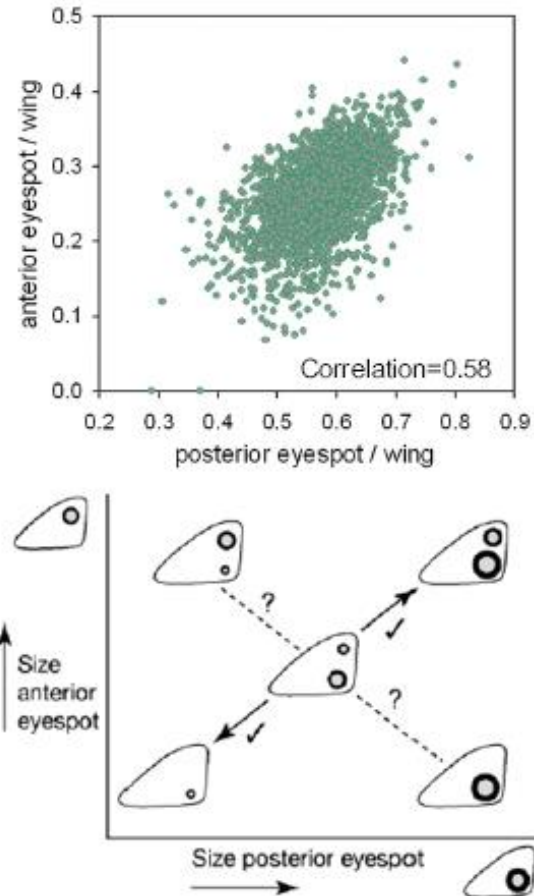 0.5
0.4
0.3
0.2
0.1
0.0
anterior eyespot / wing
Correlation=0.58
0.2 0.3 0.4 0.5 0.6 0.7 0.8 0.9
posterior eyespot / wing
?
?
Size
anterior
eyespot
Size posterior eyespot